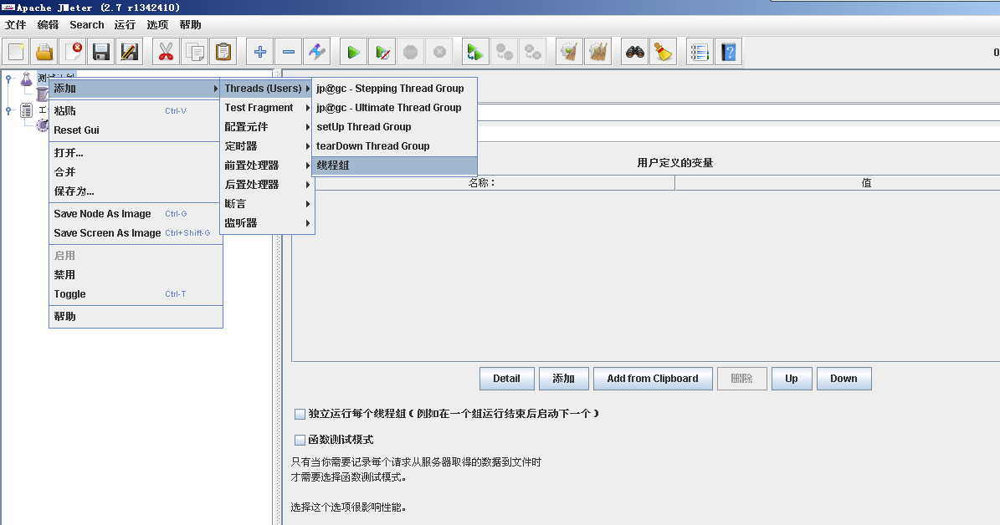 Apache JMeter (2.7 r1342410)
文件 编辑 Search 运行 选项 帮助
0
测试计划
添加
粘贴 Ctrl-V
Reset Gui
打开...
合并
保存为...
Save Node As Image Ctrl-G
Save Screen As Image Ctrl+Shift-G
启用
禁用
Toggle Ctrl-T
帮助
Threads (Users)
Test Fragment
配置元件
定时器
前置处理器
后置处理器
断言
监听器
jp@gc - Stepping Thread Group
jp@gc - Ultimate Thread Group
setUp Thread Group
tearDown Thread Group
线程组
用户定义的变量
名称： 值
Detail 添加 Add from Clipboard 删除 Up Down
独立运行每个线程组（例如在一个组运行结束后启动下一个）
函数测试模式
只有当你需要记录每个请求从服务器取得的数据到文件时
才需要选择函数测试模式。
选择这个选项很影响性能。